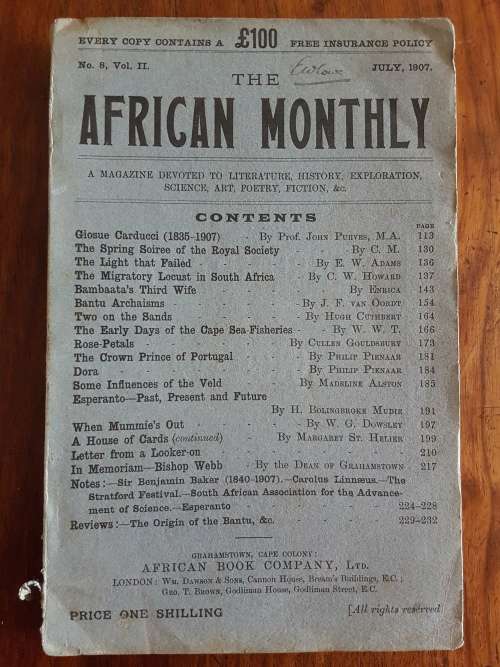 EVERY COPY CONTAINS A £100 FREE INSURANCE POLICY
No. 8, Vol. II. JULY, 1907.
THE
AFRICAN MONTHLY
A MAGAZINE DEVOTED TO LITERATURE, HISTORY, EXPLORATION,
SCIENCE, ART, POETRY, FICTION, &c.
CONTENTS
PAGE
Giosue Carducci (1835-1907) - By Prof. John Purves, M.A. 113
The Spring Soiree of the Royal Society - By C. M. 130
The Light that Failed - - - By E. W. Adams 136
The Migratory Locust in South Africa - By C. W. Howard 137
Bambaata's Third Wife - - - - By Enrica 143
Bantu Archaisms - - - By J. F. van Oordt 154
Two on the Sands - - - By Hugh Cuthbert 164
The Early Days of the Cape Sea-Fisheries - - By W. W. T. 166
Rose-Petals - - - By Cullen Gouldsbury 173
The Crown Prince of Portugal - - By Philip Pienaar 181
Dora - - - - By Philip Pienaar 184
Some Influences of the Veld - - By Madeline Alston 185
Esperanto—Past, Present and Future
By H. Bolingbroke Mudie 191
When Mummie's Out - - - By W. G. Dowsley 197
A House of Cards (continued) - By Margaret St. Helier 199
Letter from a Looker-on - - - - 210
In Memoriam—Bishop Webb - By the Dean of Grahamstown 217
Notes:—Sir Benjamin Baker (1840-1907).—Carolus Linnæus.—The
Stratford Festival.—South African Association for the Advance-
ment of Science.—Esperanto - - - - 224-228
Reviews:—The Origin of the Bantu, &c. - - - 229-232
GRAHAMSTOWN, CAPE COLONY:
AFRICAN BOOK COMPANY, Ltd.
LONDON: Wm. Dawson & Sons, Cannon House, Bream's Buildings, E.C.;
Geo. T. Brown, Godliman House, Godliman Street, E.C.
PRICE ONE SHILLING [All rights reserved